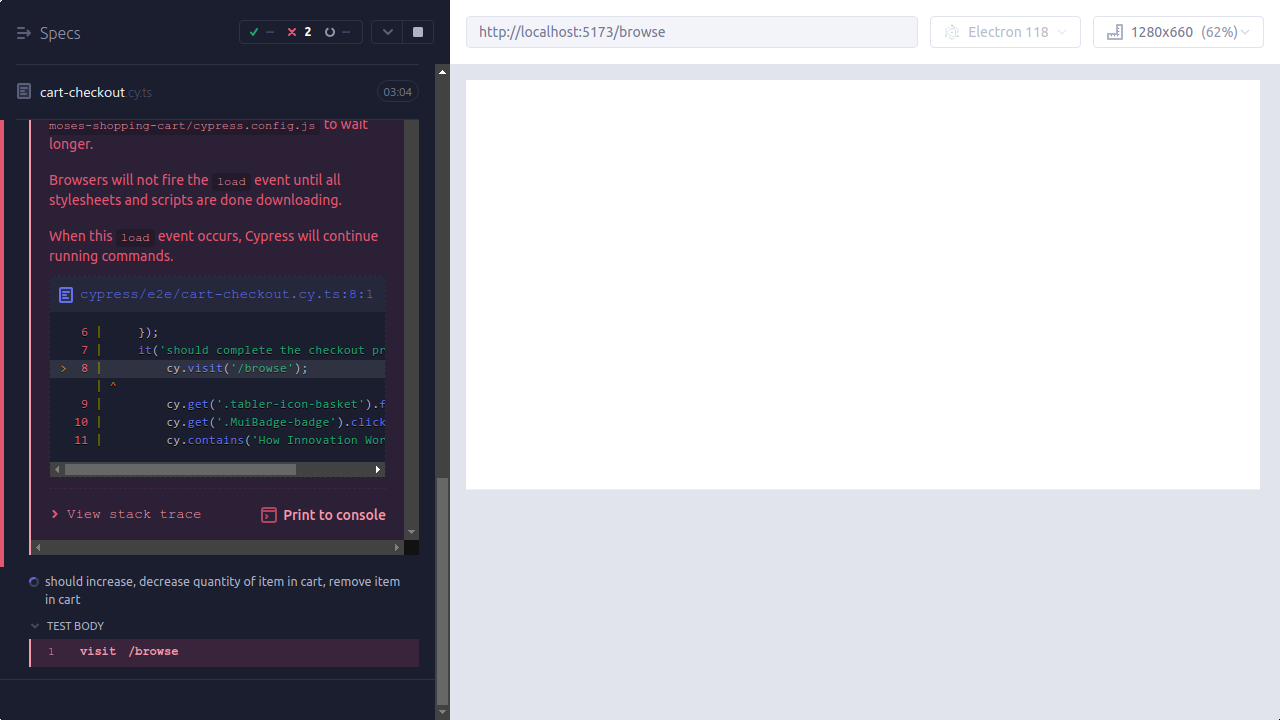 Specs
-- 2 --
cart-checkout.cy.ts
03:04
moses-shopping-cart/cypress.config.js to wait
longer.
Browsers will not fire the load event until all
stylesheets and scripts are done downloading.
When this load event occurs, Cypress will continue
running commands.
cypress/e2e/cart-checkout.cy.ts:8:1
6 | });
7 | it('should complete the checkout pr
> 8 | cy.visit('/browse');
| ^
9 | cy.get('.tabler-icon-basket').f
10 | cy.get('.MuiBadge-badge').click
11 | cy.contains('How Innovation Wor
> View stack trace
Print to console
should increase, decrease quantity of item in cart, remove item
in cart
TEST BODY
1 visit /browse
http://localhost:5173/browse
Electron 118
1280x660 (62%)